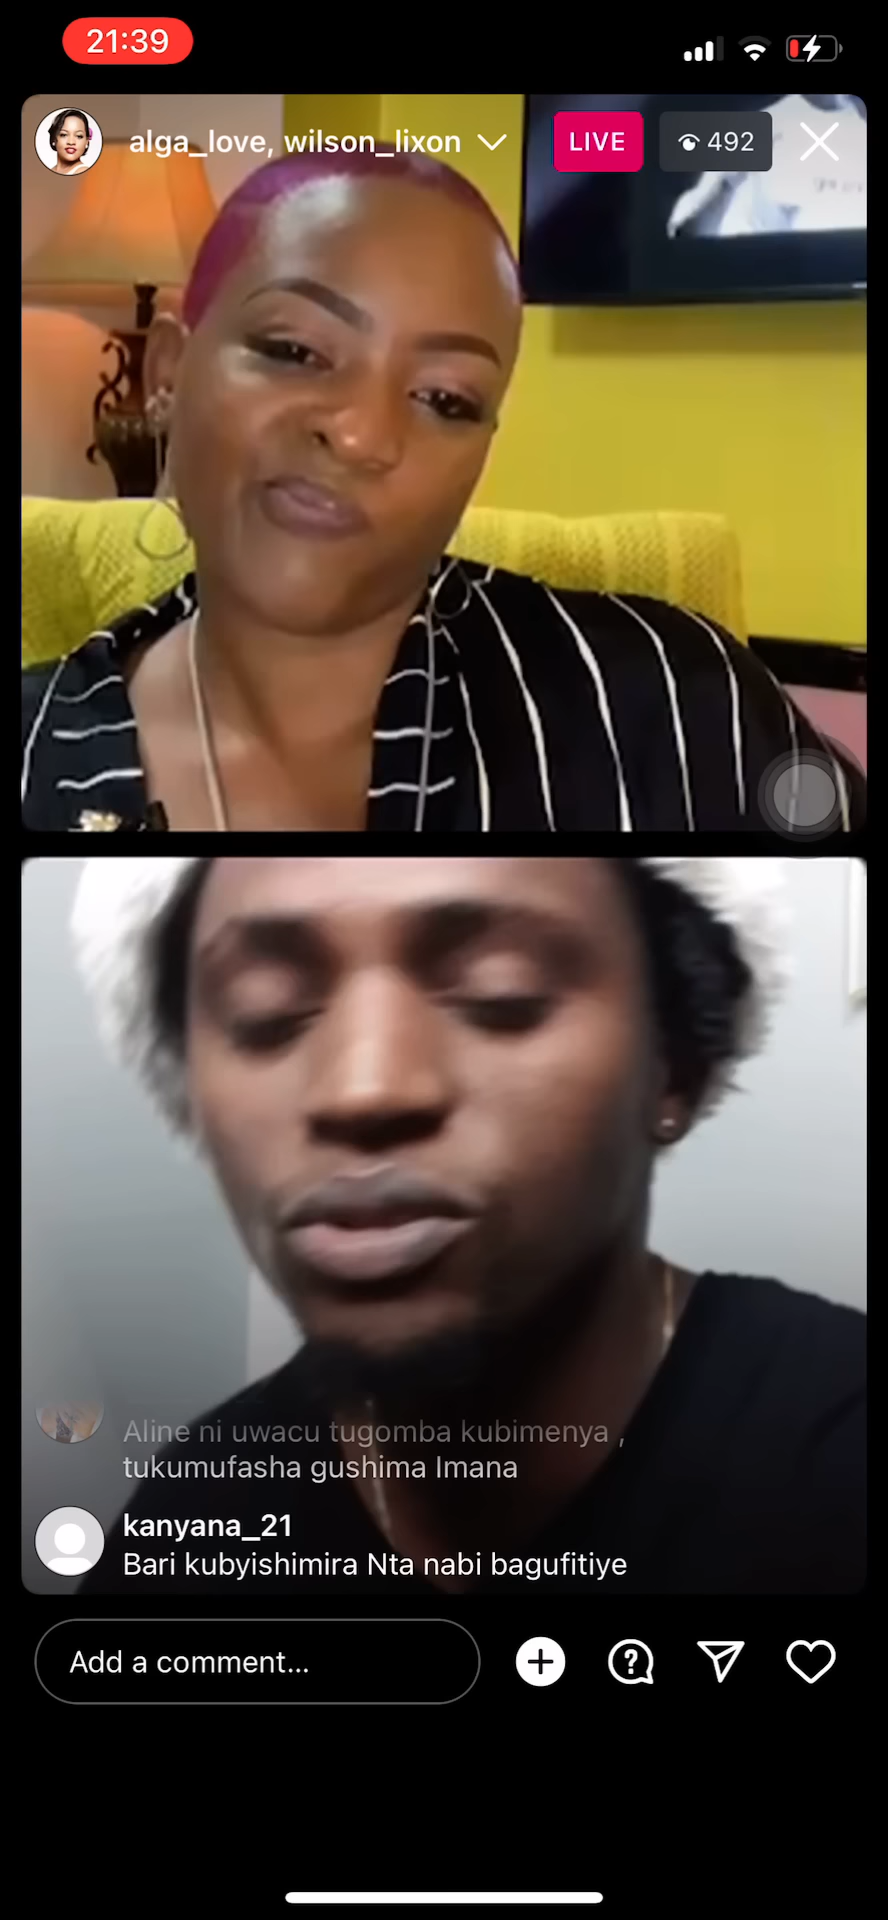 21:39
alga_love, wilson_lixon
LIVE
492
Aline ni uwacu tugomba kubimenya ,
tukumufasha gushima Imana
kanyana_21
Bari kubyishimira Nta nabi bagufitiye
Add a comment...